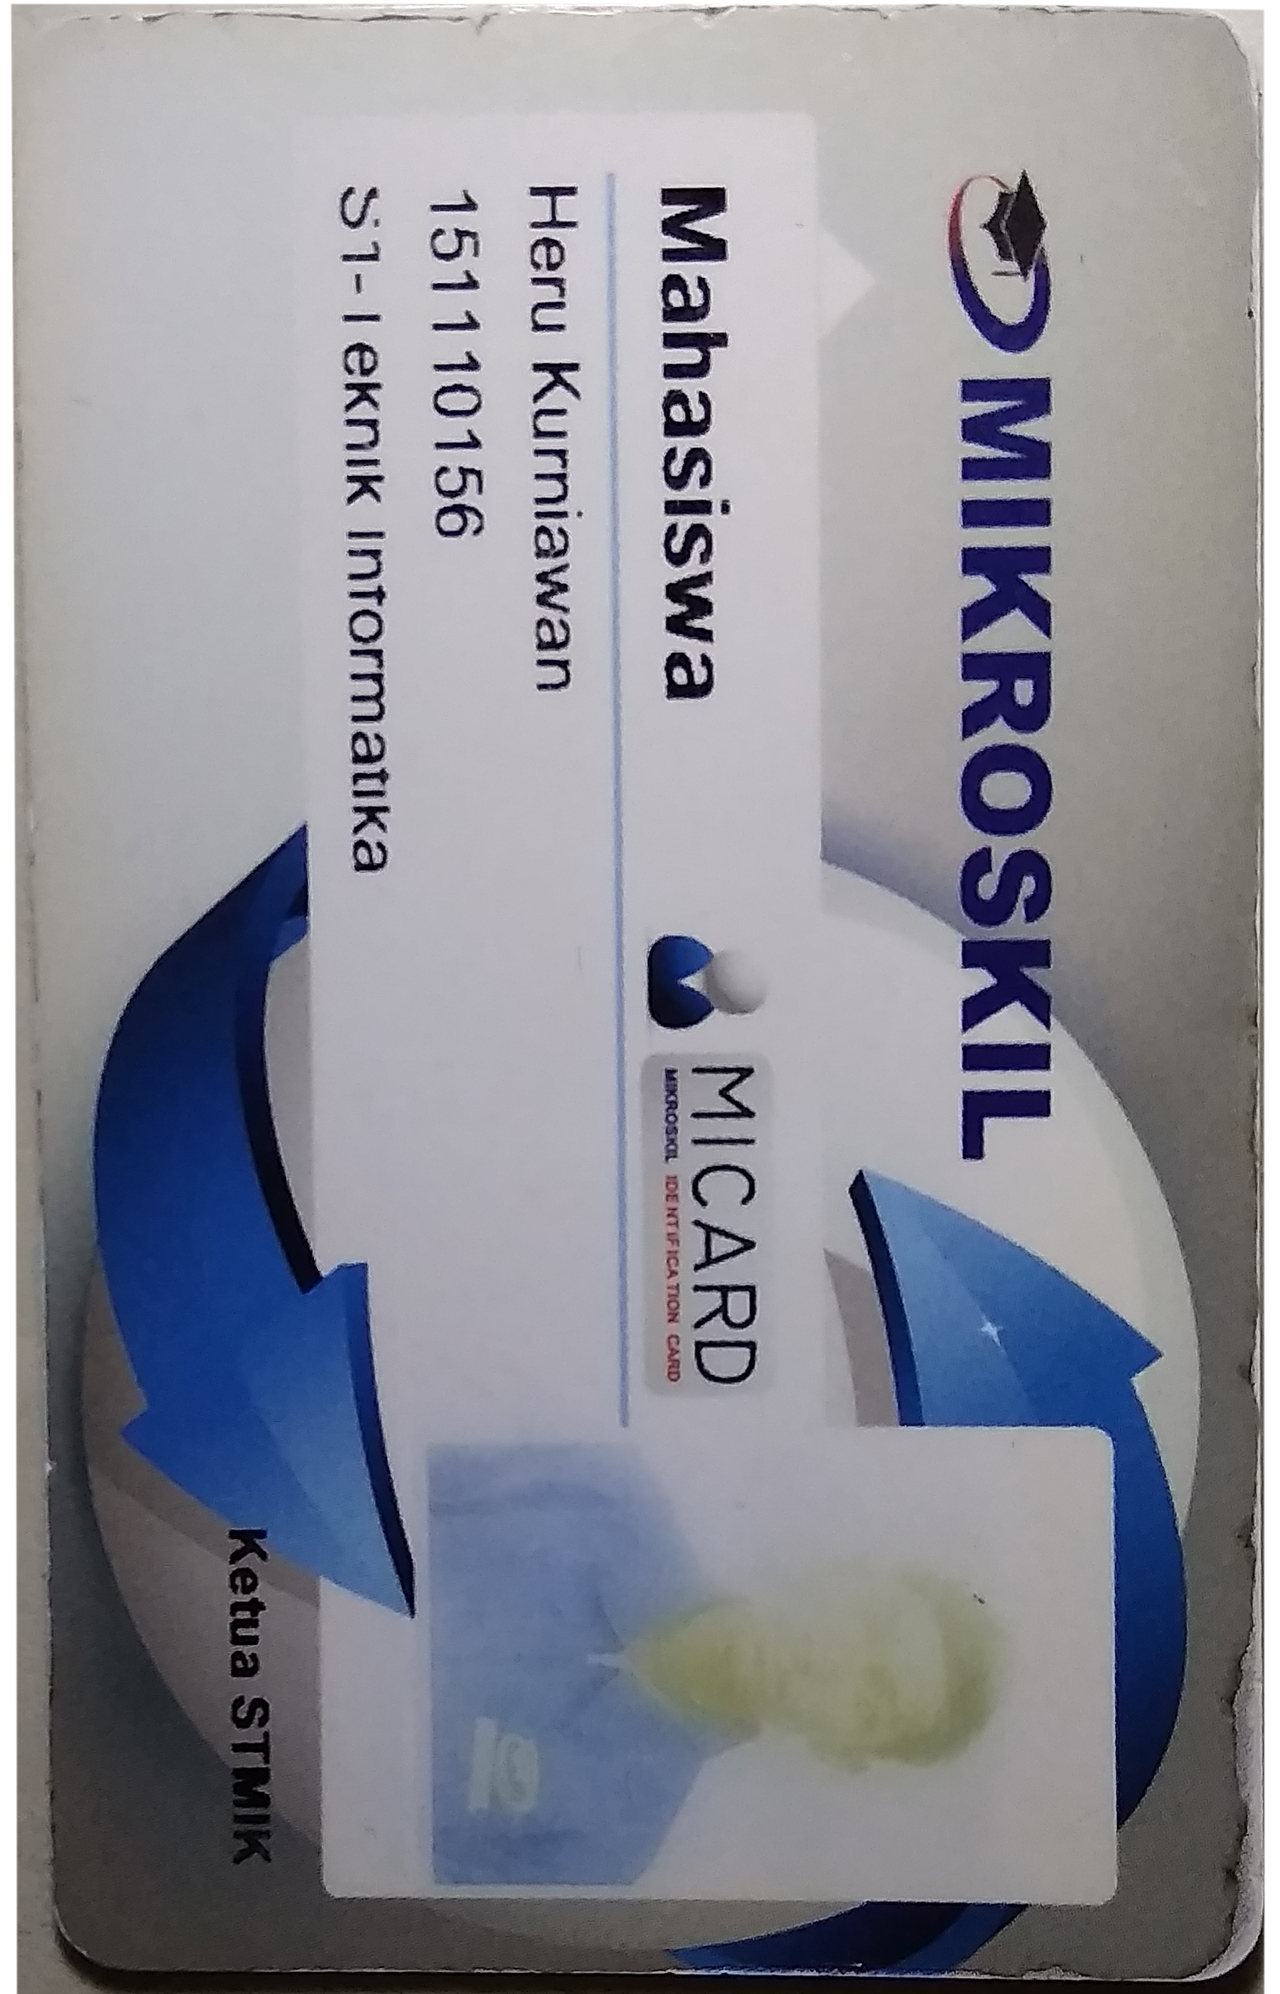 MIKROSKIL
Mahasiswa
MICARD
MIKROSKIL IDENTIFICATION CARD
Heru Kurniawan
151110156
S1-Teknik Informatika
Ketua STMIK